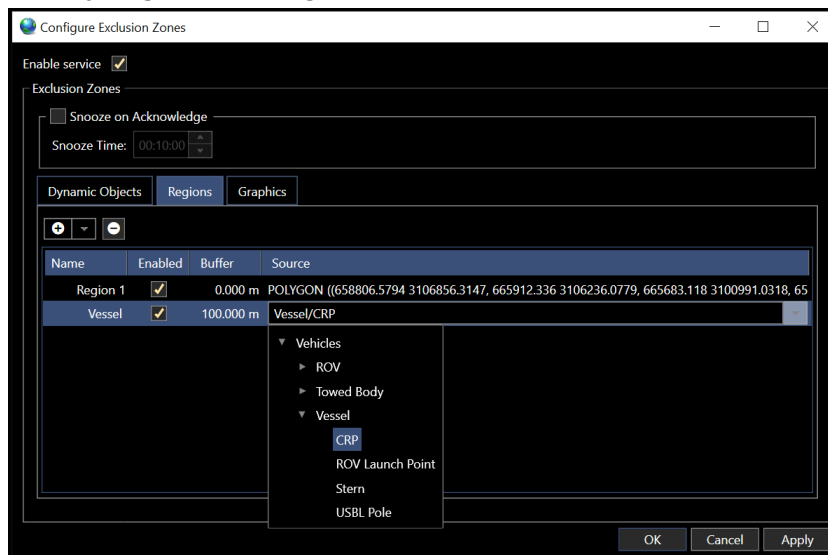 Configure Exclusion Zones
Enable service
Exclusion Zones
Snooze on Acknowledge
Snooze Time: 00:10:00
Dynamic Objects Regions Graphics
Name Enabled Buffer Source
Region 1 0.000 m POLYGON ((658806.5794 3106856.3147, 665912.336 3106236.0779, 665683.118 3100991.0318, 65
Vessel 100.000 m Vessel/CRP
Vehicles
ROV
Towed Body
Vessel
CRP
ROV Launch Point
Stern
USBL Pole
OK Cancel Apply